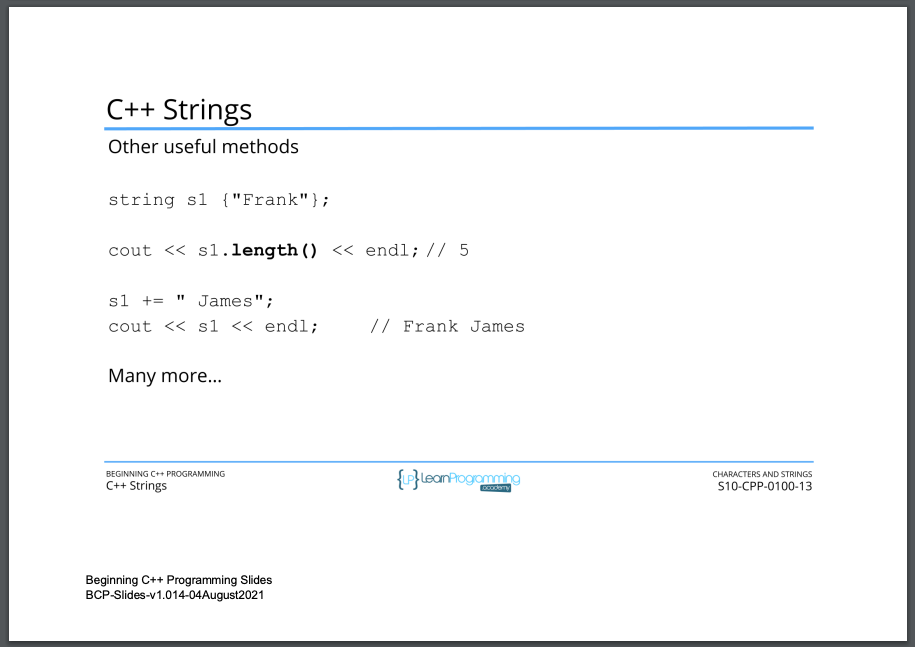 C++ Strings
Other useful methods
string s1 {"Frank"};
cout << s1.length() << endl; // 5
s1 += " James";
cout << s1 << endl; // Frank James
Many more...
BEGINNING C++ PROGRAMMING
C++ Strings
{LP} LearnProgramming
academy
CHARACTERS AND STRINGS
S10-CPP-0100-13
Beginning C++ Programming Slides
BCP-Slides-v1.014-04August2021